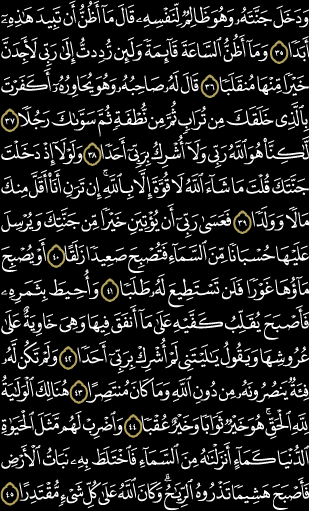 وَدَخَلَ جَنَّتَهُۥ وَهُوَ ظَالِمٌ لِّنَفْسِهِۦ قَالَ مَآ أَظُنُّ أَن تَبِيدَ هَٰذِهِۦٓ
أَبَدًا ٣٥ وَمَآ أَظُنُّ ٱلسَّاعَةَ قَآئِمَةً وَلَئِن رُّدِدتُّ إِلَىٰ رَبِّى لَأَجِدَنَّ
خَيْرًا مِّنْهَا مُنقَلَبًا ٣٦ قَالَ لَهُۥ صَاحِبُهُۥ وَهُوَ يُحَاوِرُهُۥٓ أَكَفَرْتَ
بِٱلَّذِى خَلَقَكَ مِن تُرَابٍ ثُمَّ مِن نُّطْفَةٍ ثُمَّ سَوَّىٰكَ رَجُلًا ٣٧
لَّٰكِنَّا۠ هُوَ ٱللَّهُ رَبِّى وَلَآ أُشْرِكُ بِرَبِّىٓ أَحَدًا ٣٨ وَلَوْلَآ إِذْ دَخَلْتَ
جَنَّتَكَ قُلْتَ مَا شَآءَ ٱللَّهُ لَا قُوَّةَ إِلَّا بِٱللَّهِ ۚ إِن تَرَنِ أَنَا۠ أَقَلَّ مِنكَ
مَالًا وَوَلَدًا ٣٩ فَعَسَىٰ رَبِّىٓ أَن يُؤْتِيَنِ خَيْرًا مِّن جَنَّتِكَ وَيُرْسِلَ
عَلَيْهَا حُسْبَانًا مِّنَ ٱلسَّمَآءِ فَتُصْبِحَ صَعِيدًا زَلَقًا ٤٠ أَوْ يُصْبِحَ
مَآؤُهَا غَوْرًا فَلَن تَسْتَطِيعَ لَهُۥ طَلَبًا ٤١ وَأُحِيطَ بِثَمَرِهِۦ
فَأَصْبَحَ يُقَلِّبُ كَفَّيْهِ عَلَىٰ مَآ أَنفَقَ فِيهَا وَهِىَ خَاوِيَةٌ عَلَىٰ
عُرُوشِهَا وَيَقُولُ يَٰلَيْتَنِى لَمْ أُشْرِكْ بِرَبِّىٓ أَحَدًا ٤٢ وَلَمْ تَكُن لَّهُۥ
فِئَةٌ يَنصُرُونَهُۥ مِن دُونِ ٱللَّهِ وَمَا كَانَ مُنتَصِرًا ٤٣ هُنَالِكَ ٱلْوَلَٰيَةُ
لِلَّهِ ٱلْحَقِّ ۚ هُوَ خَيْرٌ ثَوَابًا وَخَيْرٌ عُقْبًا ٤٤ وَٱضْرِبْ لَهُم مَّثَلَ ٱلْحَيَوٰةِ
ٱلدُّنْيَا كَمَآءٍ أَنزَلْنَٰهُ مِنَ ٱلسَّمَآءِ فَٱخْتَلَطَ بِهِۦ نَبَاتُ ٱلْأَرْضِ
فَأَصْبَحَ هَشِيمًا تَذْرُوهُ ٱلرِّيَٰحُ ۗ وَكَانَ ٱللَّهُ عَلَىٰ كُلِّ شَىْءٍ مُّقْتَدِرًا ٤٥